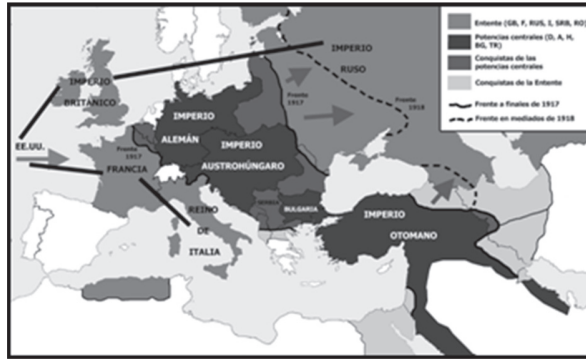 Entente (GB, F, RUS, I, SRB, RO)
Potencias centrales (D, A, H,
BG, TR)
Conquistas de las
potencias centrales
Conquistas de la Entente
Frente a finales de 1917
Frente en mediados de 1918
IMPERIO
RUSO
IMPERIO
BRITÁNICO
Frente
1917
Frente
1918
IMPERIO
ALEMÁN
EE.UU.
Frente
1917
IMPERIO
AUSTROHÚNGARO
FRANCIA
SERBIA
BULGARIA
REINO
DE
ITALIA
IMPERIO
OTOMANO